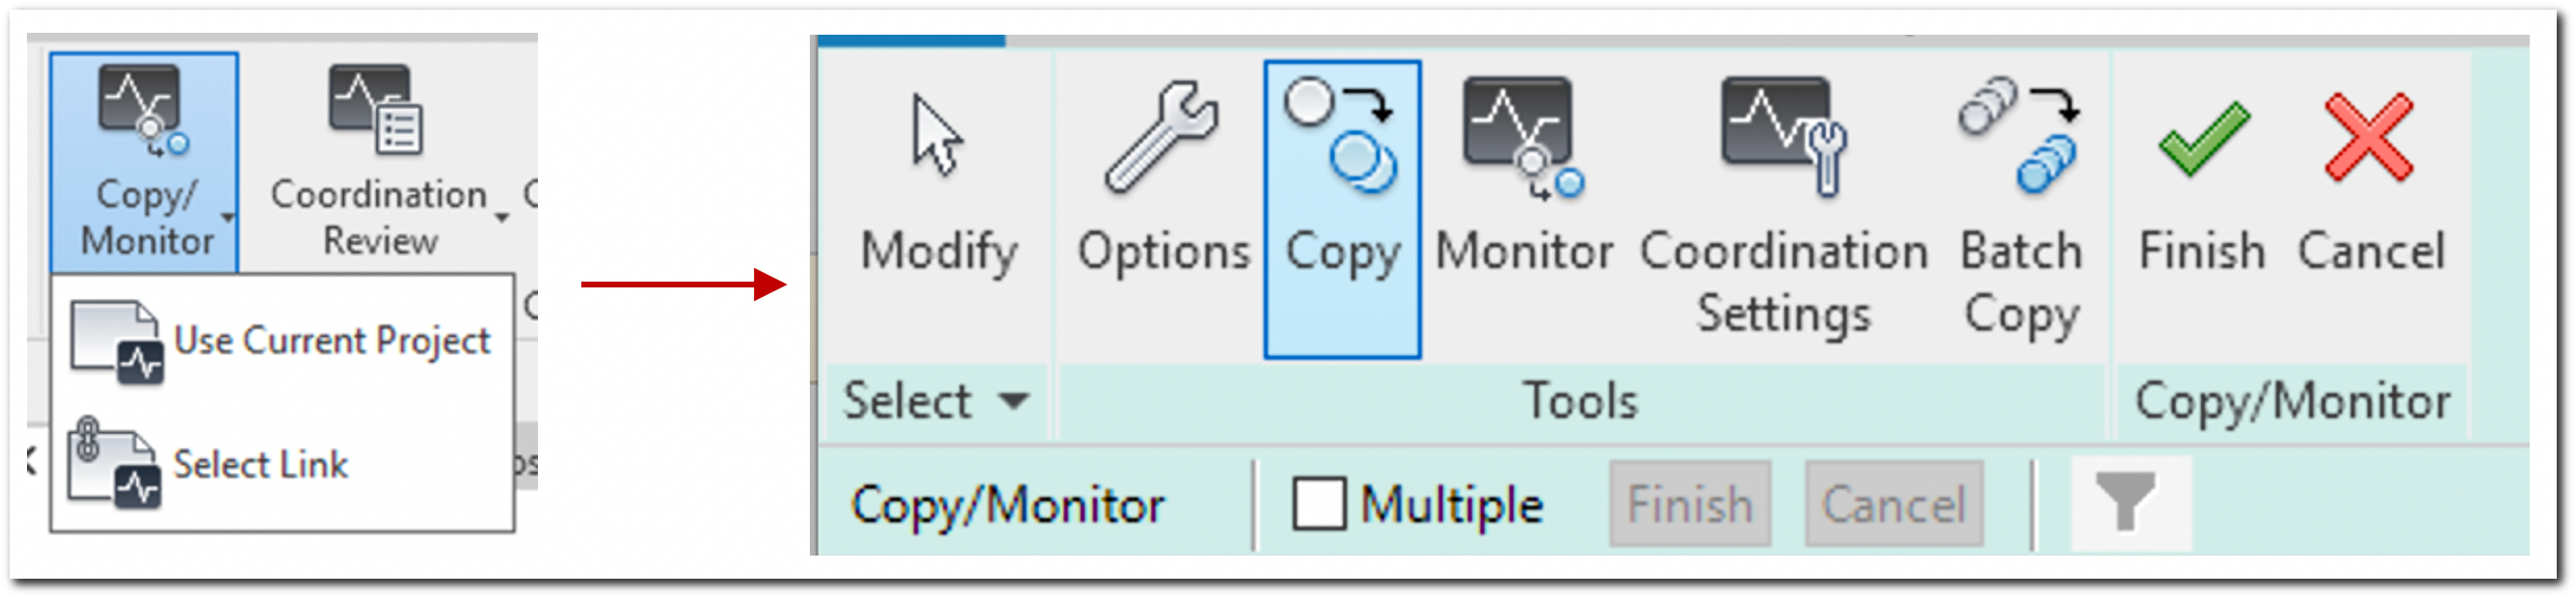 Copy/
Monitor
Coordination
Review
Use Current Project
Select Link
Modify
Options
Copy
Monitor
Coordination
Settings
Batch
Copy
Finish
Cancel
Select
Tools
Copy/Monitor
Copy/Monitor
Multiple
Finish
Cancel